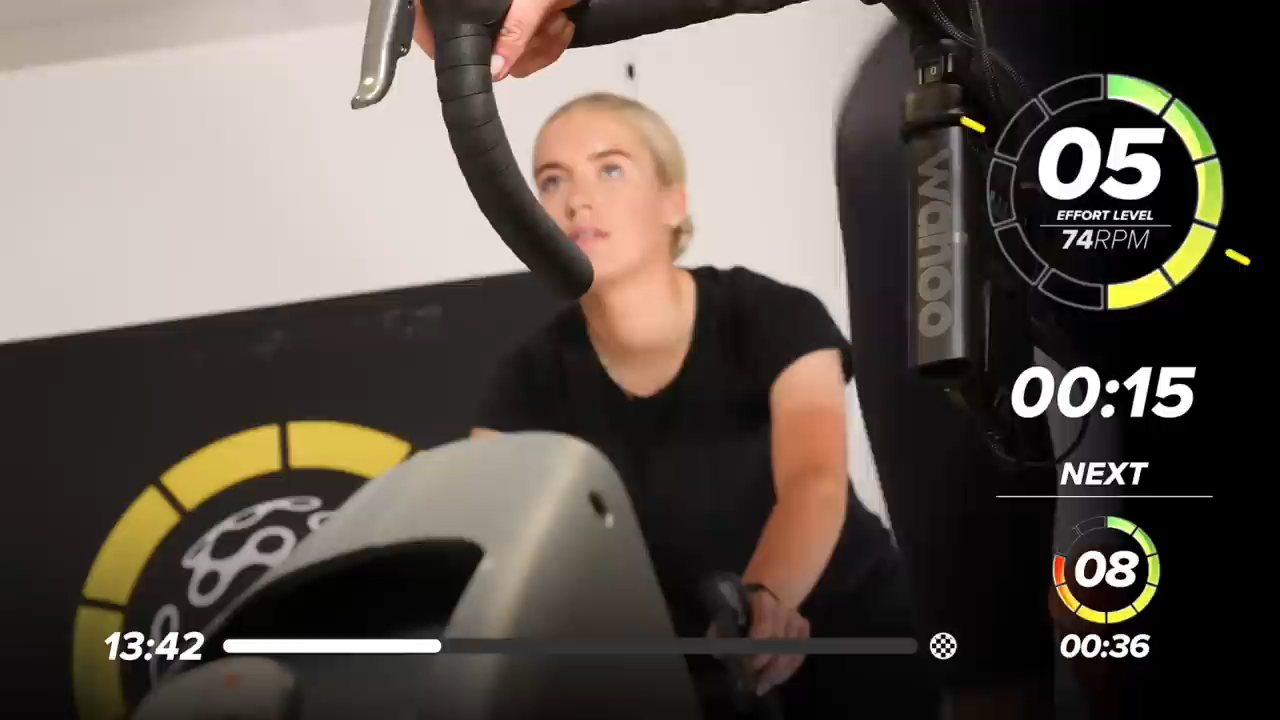 05
EFFORT LEVEL
74RPM
wahoo
00:15
NEXT
08
00:36
13:42